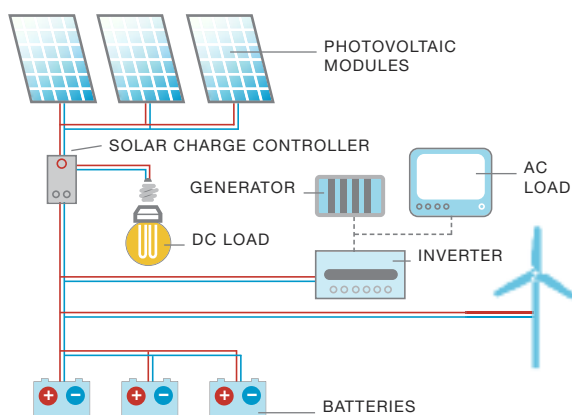 PHOTOVOLTAIC
MODULES
SOLAR CHARGE CONTROLLER
GENERATOR
AC
LOAD
DC LOAD
INVERTER
+ −
+ −
+ −
BATTERIES